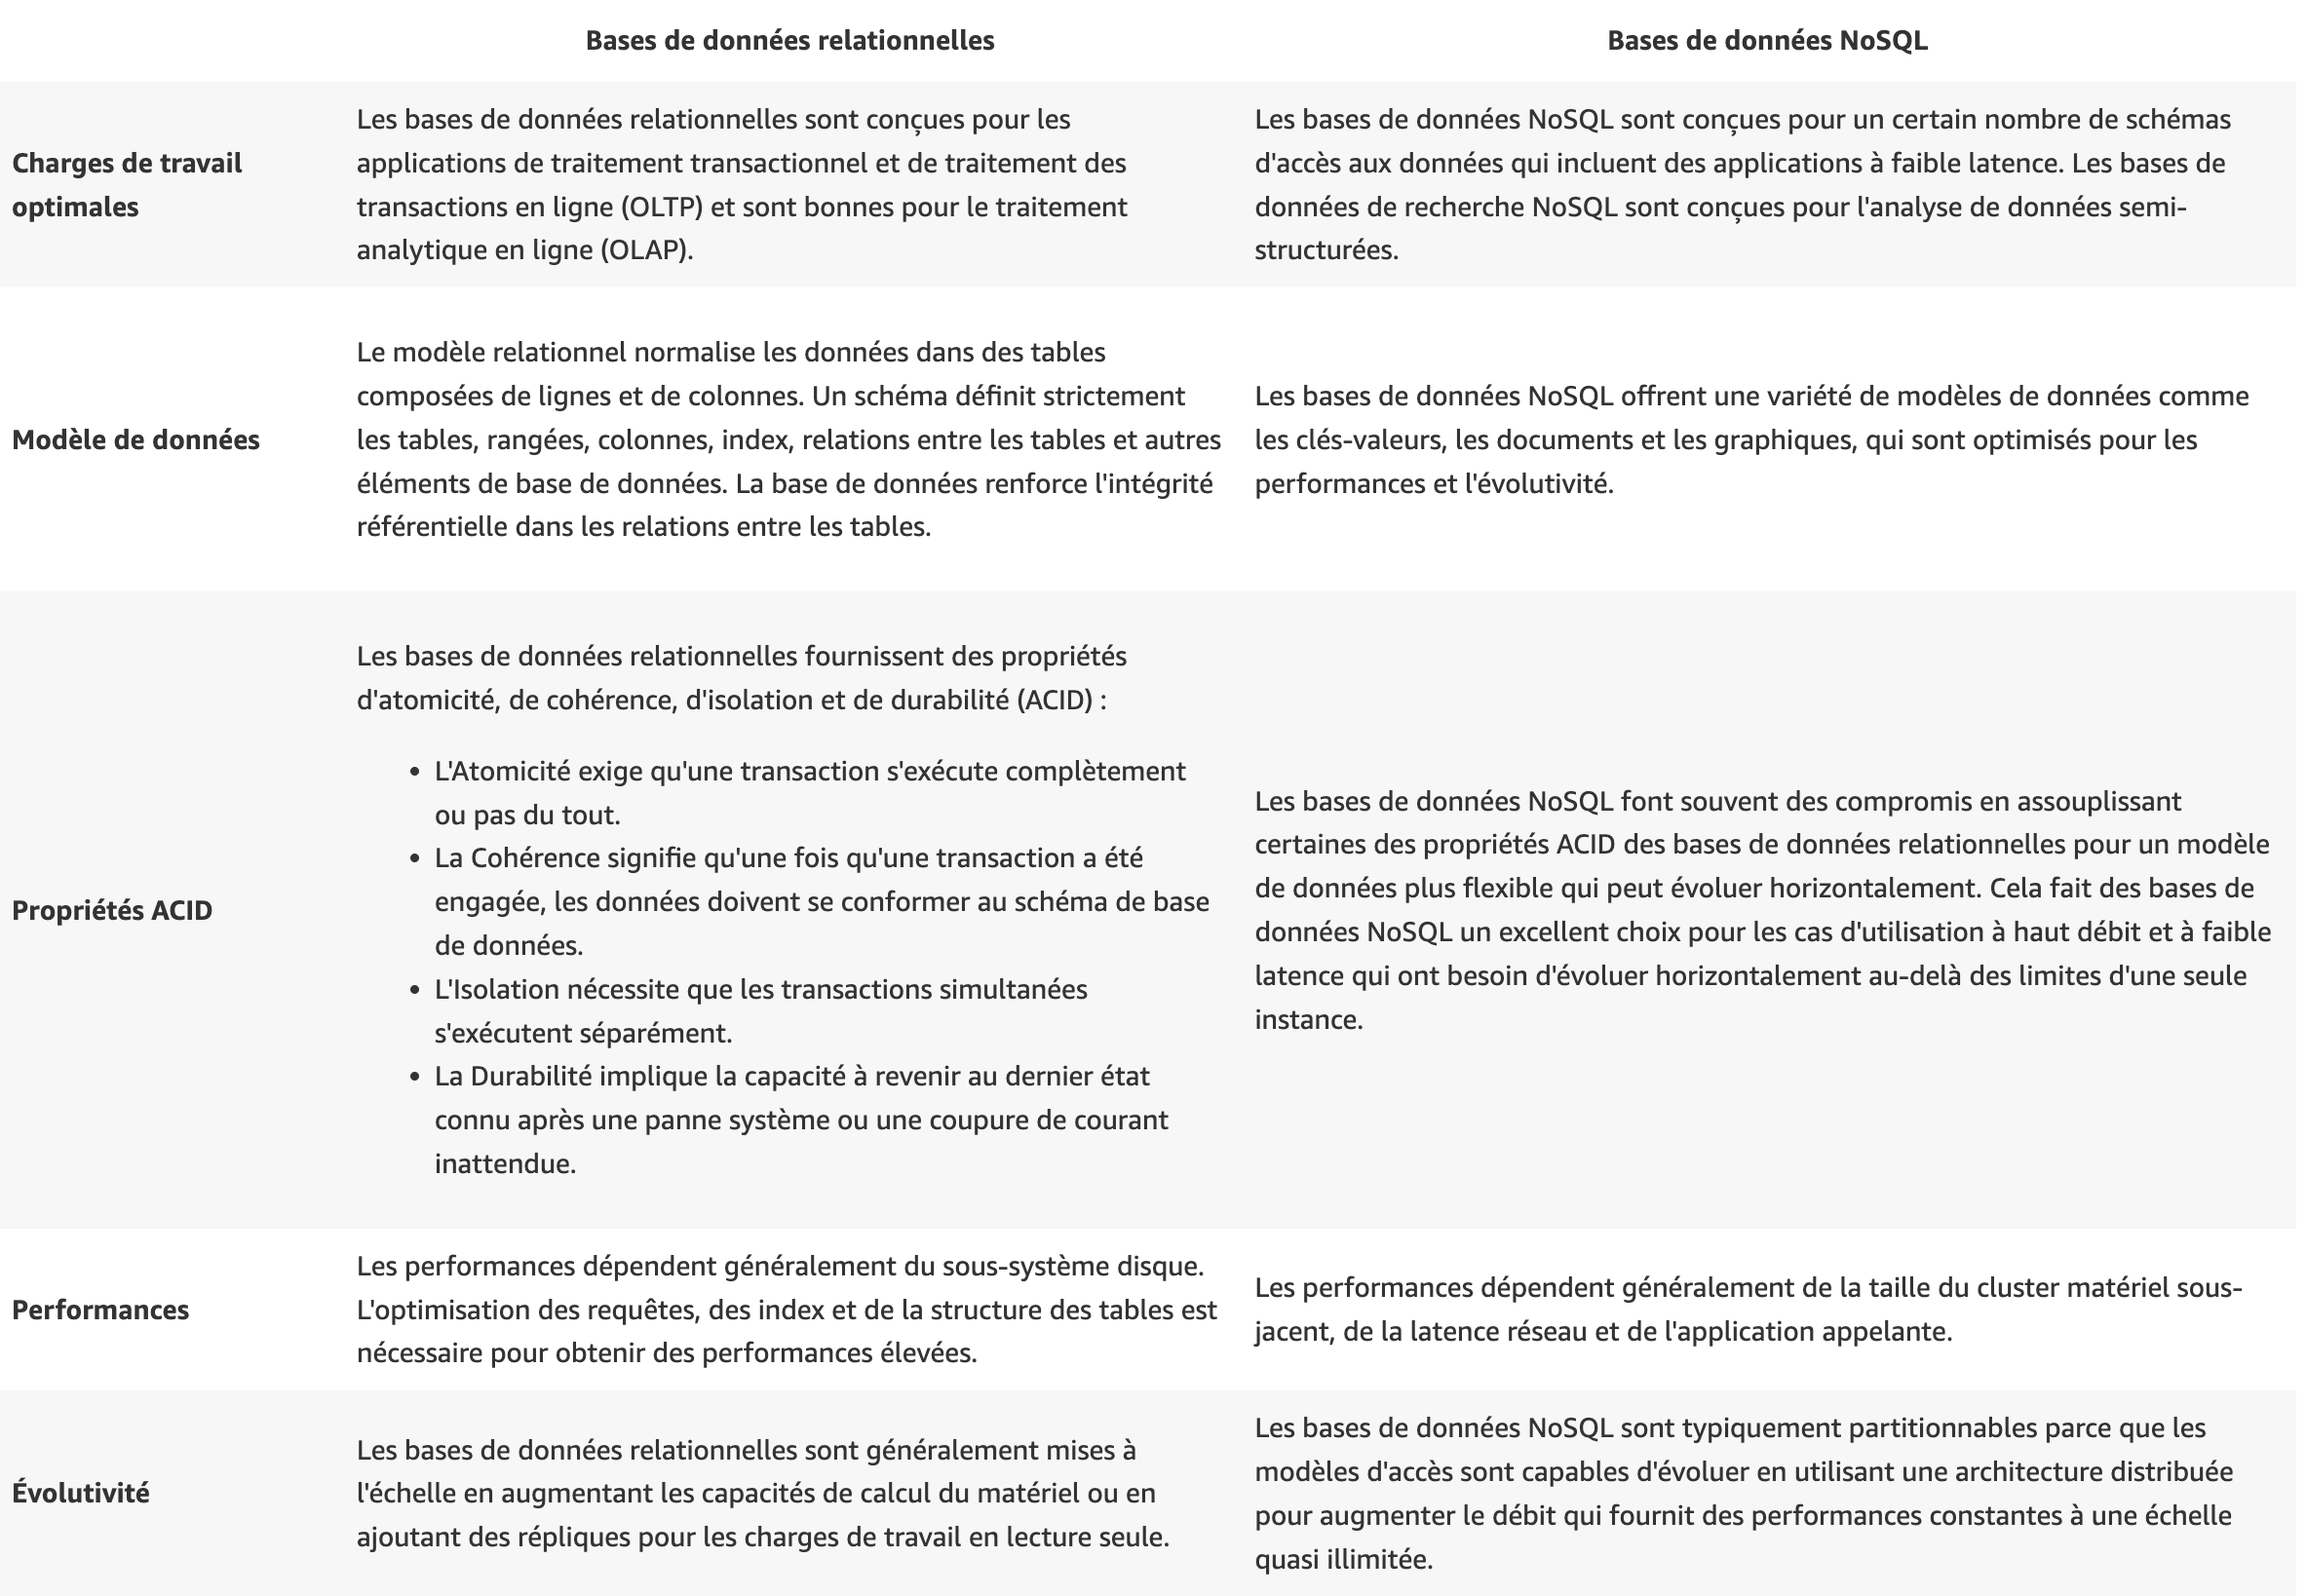 Bases de données relationnelles
Bases de données NoSQL
Charges de travail
optimales
Les bases de données relationnelles sont conçues pour les
applications de traitement transactionnel et de traitement des
transactions en ligne (OLTP) et sont bonnes pour le traitement
analytique en ligne (OLAP).
Les bases de données NoSQL sont conçues pour un certain nombre de schémas
d'accès aux données qui incluent des applications à faible latence. Les bases de
données de recherche NoSQL sont conçues pour l'analyse de données semi-
structurées.
Modèle de données
Le modèle relationnel normalise les données dans des tables
composées de lignes et de colonnes. Un schéma définit strictement
les tables, rangées, colonnes, index, relations entre les tables et autres
éléments de base de données. La base de données renforce l'intégrité
référentielle dans les relations entre les tables.
Les bases de données NoSQL offrent une variété de modèles de données comme
les clés-valeurs, les documents et les graphiques, qui sont optimisés pour les
performances et l'évolutivité.
Propriétés ACID
Les bases de données relationnelles fournissent des propriétés
d'atomicité, de cohérence, d'isolation et de durabilité (ACID) :
• L'Atomicité exige qu'une transaction s'exécute complètement
ou pas du tout.
• La Cohérence signifie qu'une fois qu'une transaction a été
engagée, les données doivent se conformer au schéma de base
de données.
• L'Isolation nécessite que les transactions simultanées
s'exécutent séparément.
• La Durabilité implique la capacité à revenir au dernier état
connu après une panne système ou une coupure de courant
inattendue.
Les bases de données NoSQL font souvent des compromis en assouplissant
certaines des propriétés ACID des bases de données relationnelles pour un modèle
de données plus flexible qui peut évoluer horizontalement. Cela fait des bases de
données NoSQL un excellent choix pour les cas d'utilisation à haut débit et à faible
latence qui ont besoin d'évoluer horizontalement au-delà des limites d'une seule
instance.
Performances
Les performances dépendent généralement du sous-système disque.
L'optimisation des requêtes, des index et de la structure des tables est
nécessaire pour obtenir des performances élevées.
Les performances dépendent généralement de la taille du cluster matériel sous-
jacent, de la latence réseau et de l'application appelante.
Évolutivité
Les bases de données relationnelles sont généralement mises à
l'échelle en augmentant les capacités de calcul du matériel ou en
ajoutant des répliques pour les charges de travail en lecture seule.
Les bases de données NoSQL sont typiquement partitionnables parce que les
modèles d'accès sont capables d'évoluer en utilisant une architecture distribuée
pour augmenter le débit qui fournit des performances constantes à une échelle
quasi illimitée.